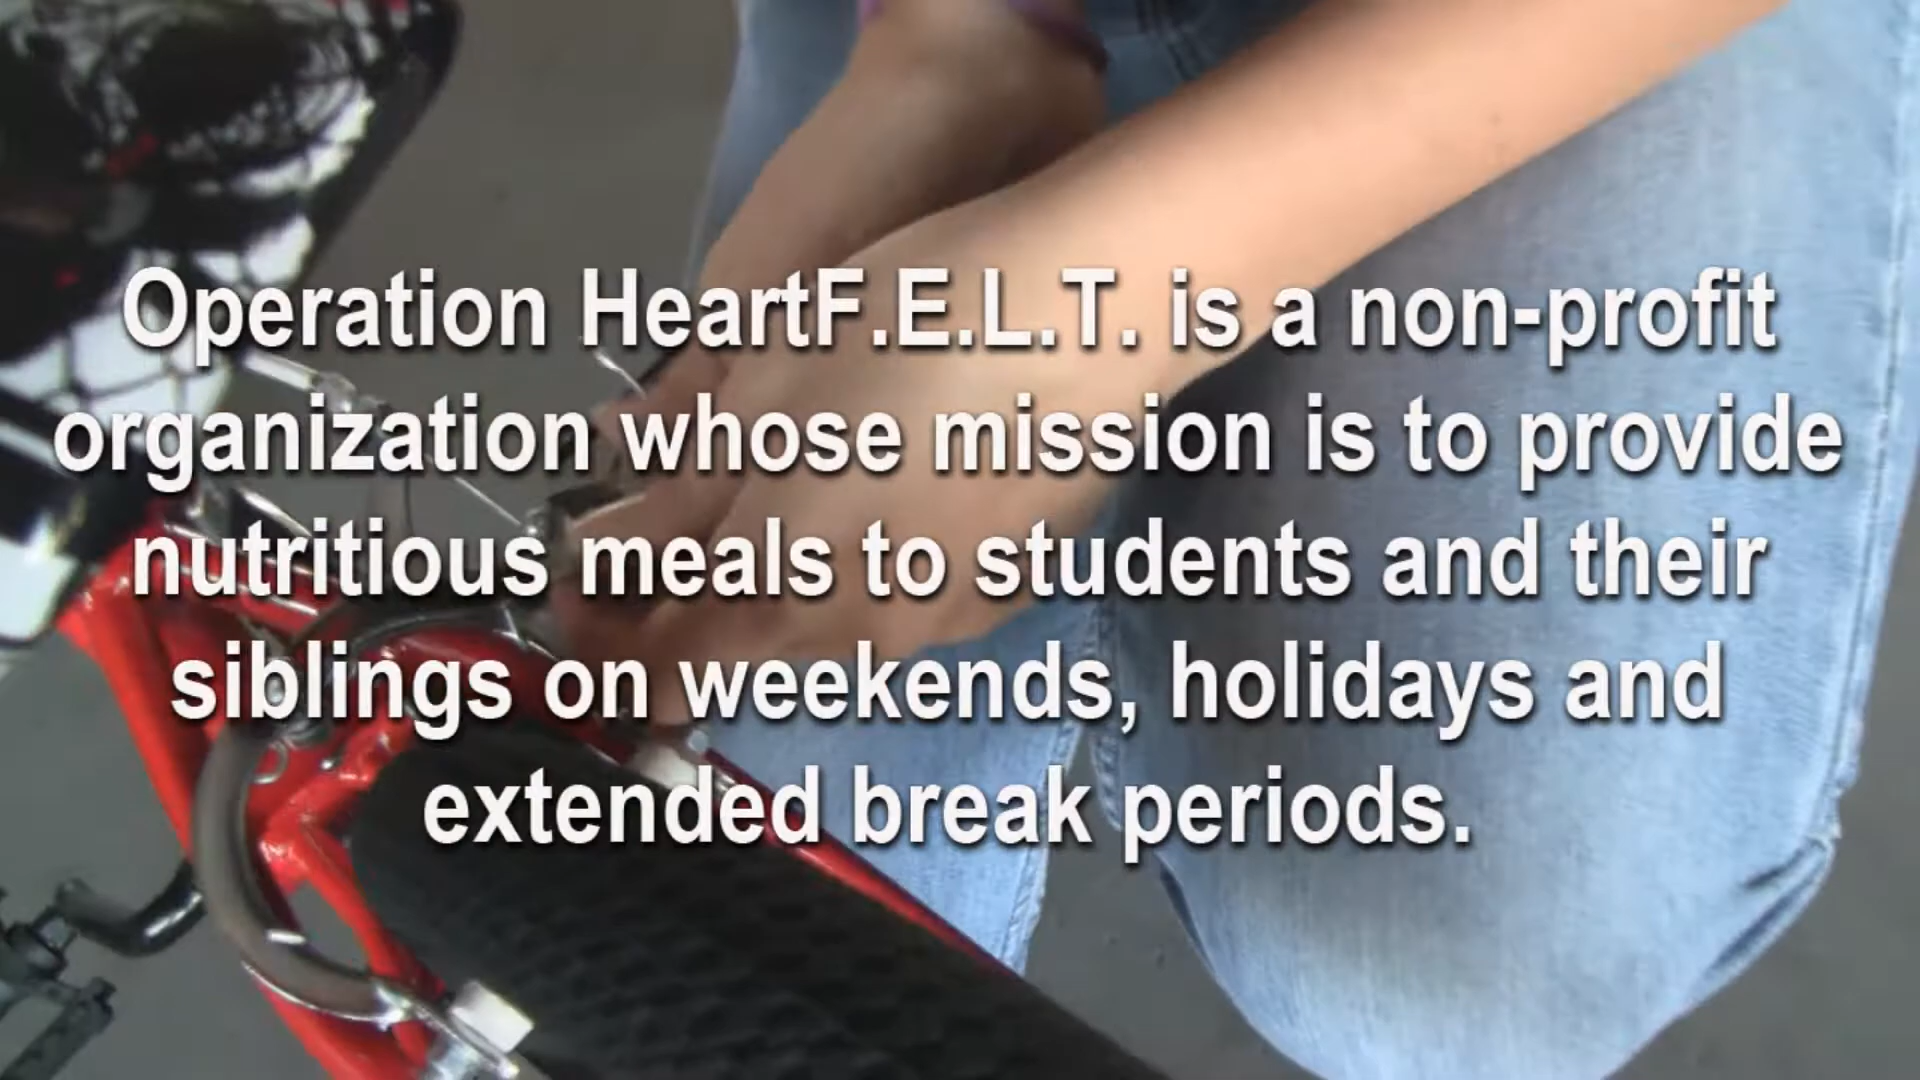 Operation HeartF.E.L.T. is a non-profit
organization whose mission is to provide
nutritious meals to students and their
siblings on weekends, holidays and
extended break periods.